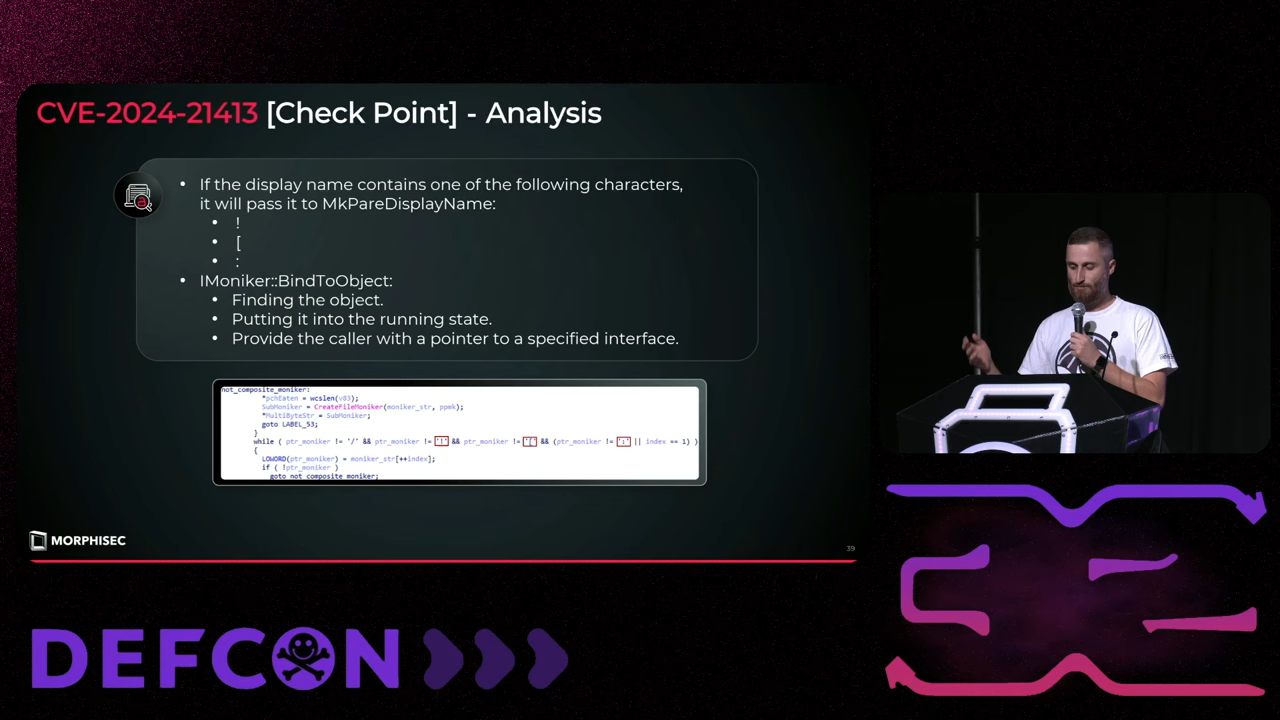 CVE-2024-21413 [Check Point] - Analysis
• If the display name contains one of the following characters,
it will pass it to MkPareDisplayName:
• !
• [
• :
• IMoniker::BindToObject:
• Finding the object.
• Putting it into the running state.
• Provide the caller with a pointer to a specified interface.
not_composite_moniker:
*pchEaten = wcslen(v83);
SubMoniker = CreateFileMoniker(moniker_str, ppmk);
*MultiByteStr = SubMoniker;
goto LABEL_53;
}
while ( ptr_moniker != '/' && ptr_moniker != '!' && ptr_moniker != '[' && (ptr_moniker != ':' || index == 1) )
{
LOWORD(ptr_moniker) = moniker_str[++index];
if ( !ptr_moniker )
goto not_composite_moniker;
MORPHISEC
39
DEFCON